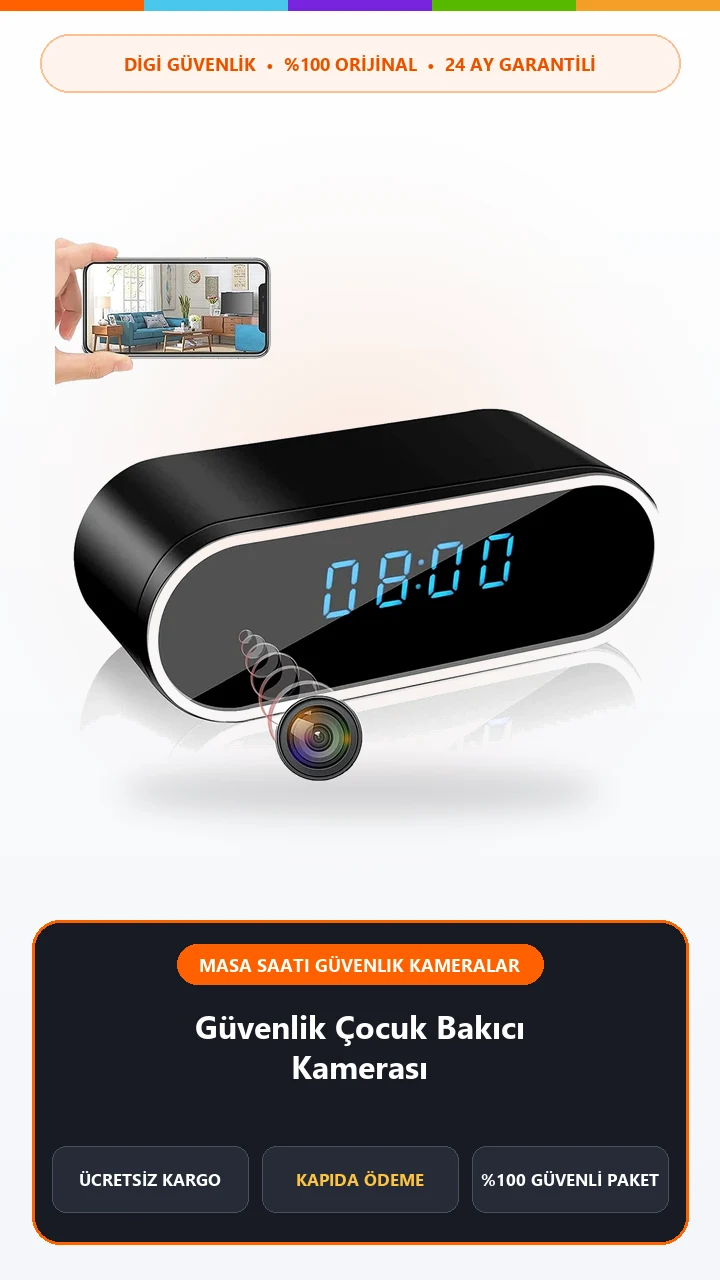 DİGİ GÜVENLİK • %100 ORİJİNAL • 24 AY GARANTİLİ
08:00
MASA SAATI GÜVENLIK KAMERALAR
Güvenlik Çocuk Bakıcı
Kamerası
ÜCRETSİZ KARGO
KAPIDA ÖDEME
%100 GÜVENLİ PAKET